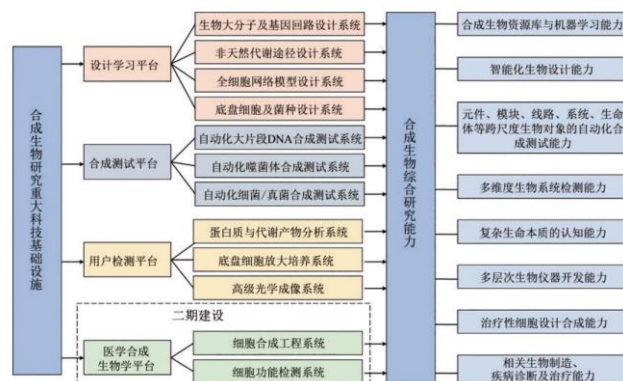 合成生物研究重大科技基础设施
设计学习平台
生物大分子及基因回路设计系统
非天然代谢途径设计系统
全细胞网络模型设计系统
底盘细胞及菌种设计系统
合成测试平台
自动化大片段DNA合成测试系统
自动化噬菌体合成测试系统
自动化细菌/真菌合成测试系统
用户检测平台
蛋白质与代谢产物分析系统
底盘细胞放大培养系统
高级光学成像系统
二期建设
医学合成
生物学平台
细胞合成工程系统
细胞功能检测系统
合成生物综合研究能力
合成生物资源库与机器学习能力
智能化生物设计能力
元件、模块、线路、系统、生命
体等跨尺度生物对象的自动化合
成测试能力
多维度生物系统检测能力
复杂生命本质的认知能力
多层次生物仪器开发能力
治疗性细胞设计合成能力
相关生物制造、
疾病诊断及治疗能力